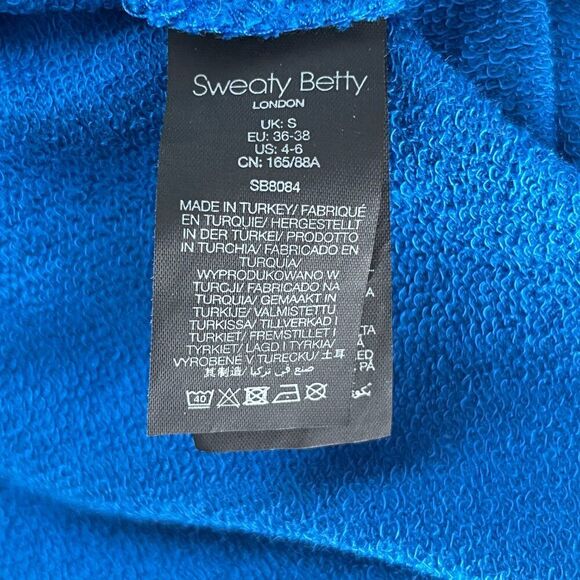 Sweaty Betty
LONDON
UK: S
EU: 36-38
US: 4-6
CN: 165/88A
SB8084
MADE IN TURKEY/ FABRIQUÉ
EN TURQUIE/ HERGESTELLT
IN DER TÜRKEI/ PRODOTTO
IN TURCHIA/ FABRICADO EN
TURQUÍA/
WYPRODUKOWANO W
TURCJI/ FABRICADO NA
TURQUIA/ GEMAAKT IN
TURKIJE/ VALMISTETTU
TURKISSA/ TILLVERKAD I
TURKIET/ FREMSTILLET I
TYRKIET/ LAGD I TYRKIA/
VYROBENÉ V TURECKU/ 土耳
其制造/ صنع في تركيا
40